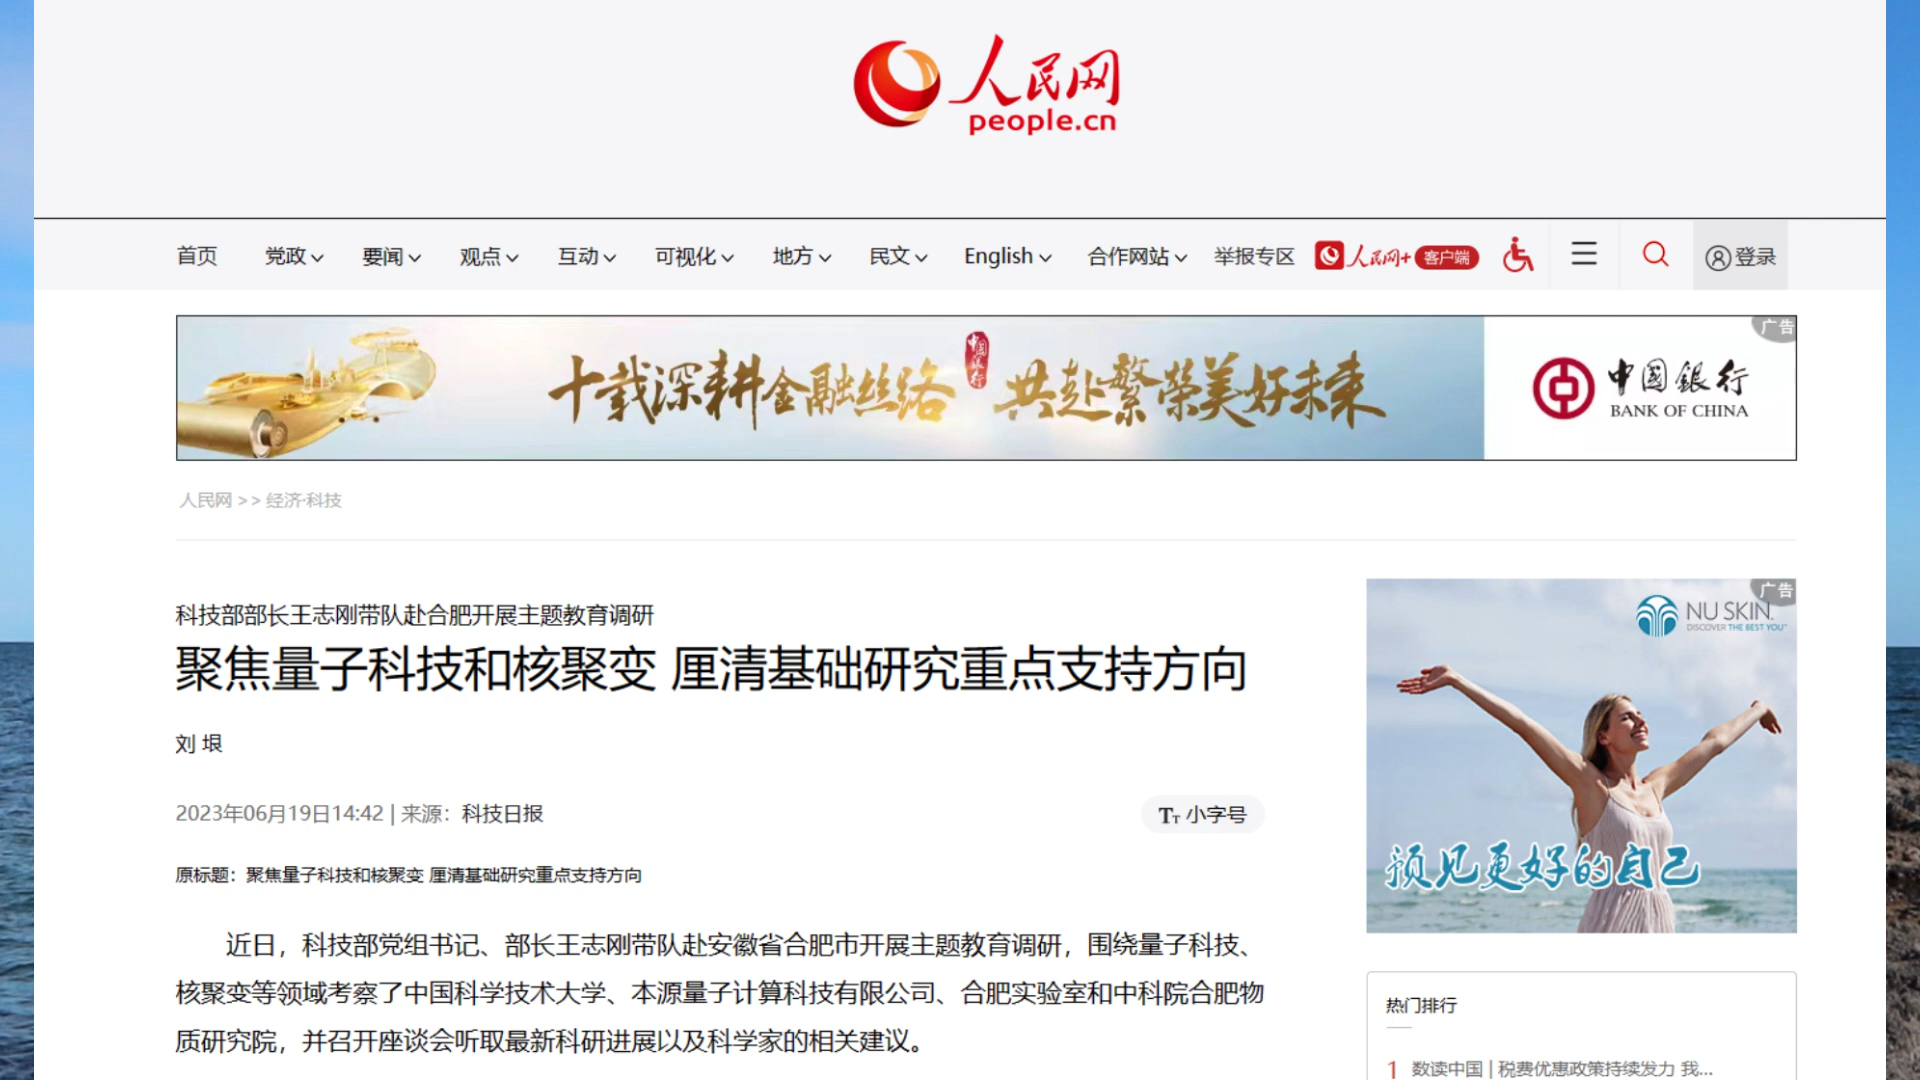 人民网
people.cn
首页 党政 要闻 观点 互动 可视化 地方 民文 English 合作网站 举报专区 人民网+ 客户端 登录
广告
十载深耕金融丝路 中国银行 共赴繁荣美好未来
中國銀行
BANK OF CHINA
人民网 >> 经济·科技
科技部部长王志刚带队赴合肥开展主题教育调研
聚焦量子科技和核聚变 厘清基础研究重点支持方向
刘 垠
2023年06月19日14:42 | 来源：科技日报
TT 小字号
原标题：聚焦量子科技和核聚变 厘清基础研究重点支持方向
近日，科技部党组书记、部长王志刚带队赴安徽省合肥市开展主题教育调研，围绕量子科技、
核聚变等领域考察了中国科学技术大学、本源量子计算科技有限公司、合肥实验室和中科院合肥物
质研究院，并召开座谈会听取最新科研进展以及科学家的相关建议。
广告
NU SKIN.
DISCOVER THE BEST YOU™
预见更好的自己
热门排行
1 数读中国 | 税费优惠政策持续发力 我...